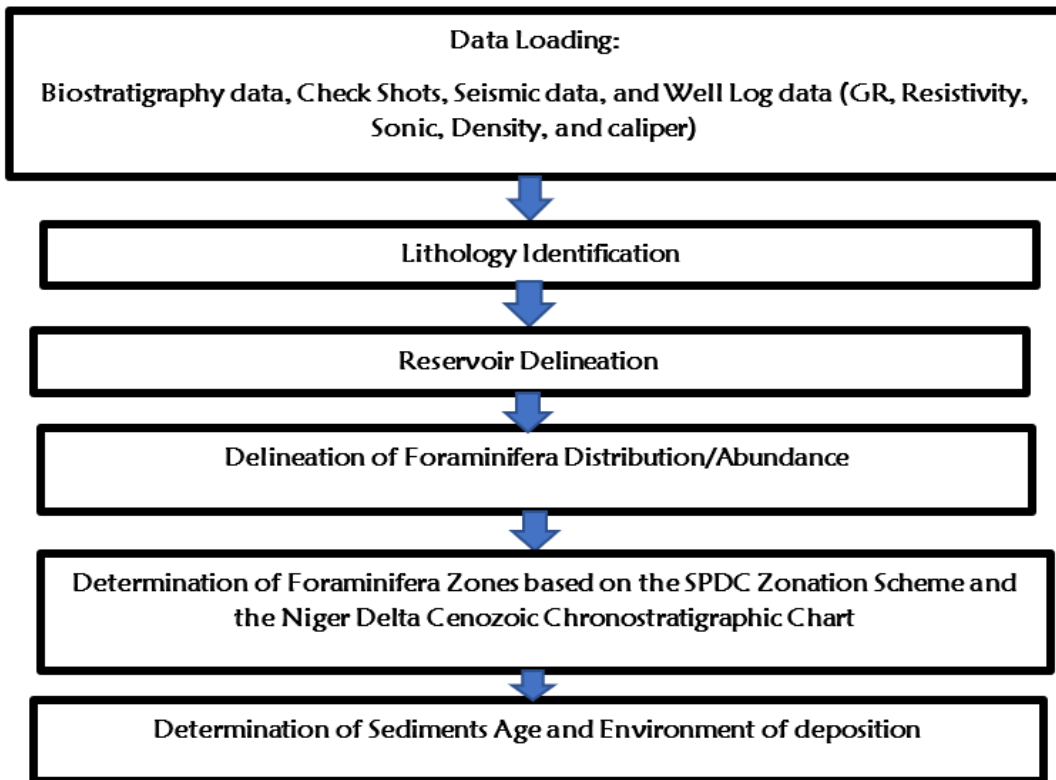 Data Loading:
Biostratigraphy data, Check Shots, Seismic data, and Well Log data (GR, Resistivity,
Sonic, Density, and caliper)
Lithology Identification
Reservoir Delineation
Delineation of Foraminifera Distribution/Abundance
Determination of Foraminifera Zones based on the SPDC Zonation Scheme and
the Niger Delta Cenozoic Chronostratigraphic Chart
Determination of Sediments Age and Environment of deposition